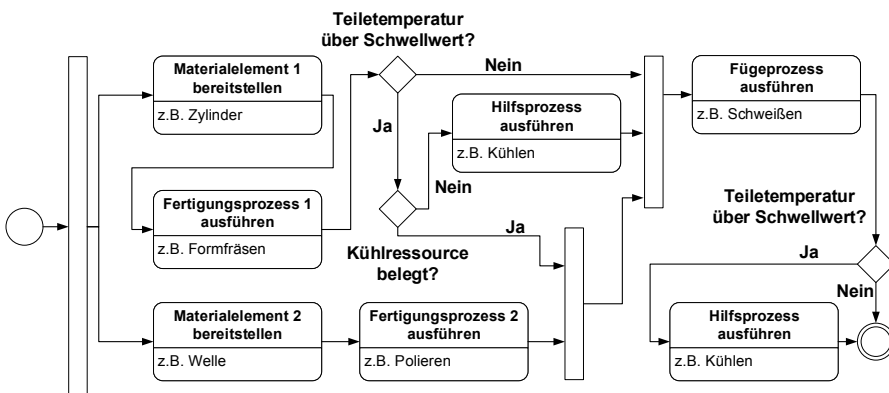 Teiletemperatur
über Schwellwert?
Materialelement 1
bereitstellen
z.B. Zylinder
Nein
Fügeprozess
ausführen
z.B. Schweißen
Hilfsprozess
ausführen
z.B. Kühlen
Ja
Nein
Fertigungsprozess 1
ausführen
z.B. Formfräsen
Teiletemperatur
über Schwellwert?
Ja
Kühlressource
belegt?
Ja
Nein
Materialelement 2
bereitstellen
z.B. Welle
Fertigungsprozess 2
ausführen
z.B. Polieren
Hilfsprozess
ausführen
z.B. Kühlen